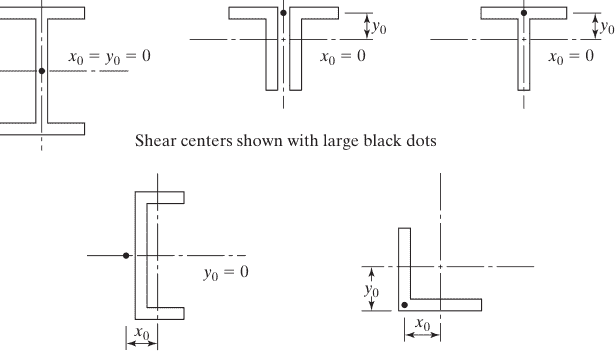 x₀ = y₀ = 0
y₀
x₀ = 0
y₀
x₀ = 0
Shear centers shown with large black dots
y₀ = 0
x₀
y₀
x₀